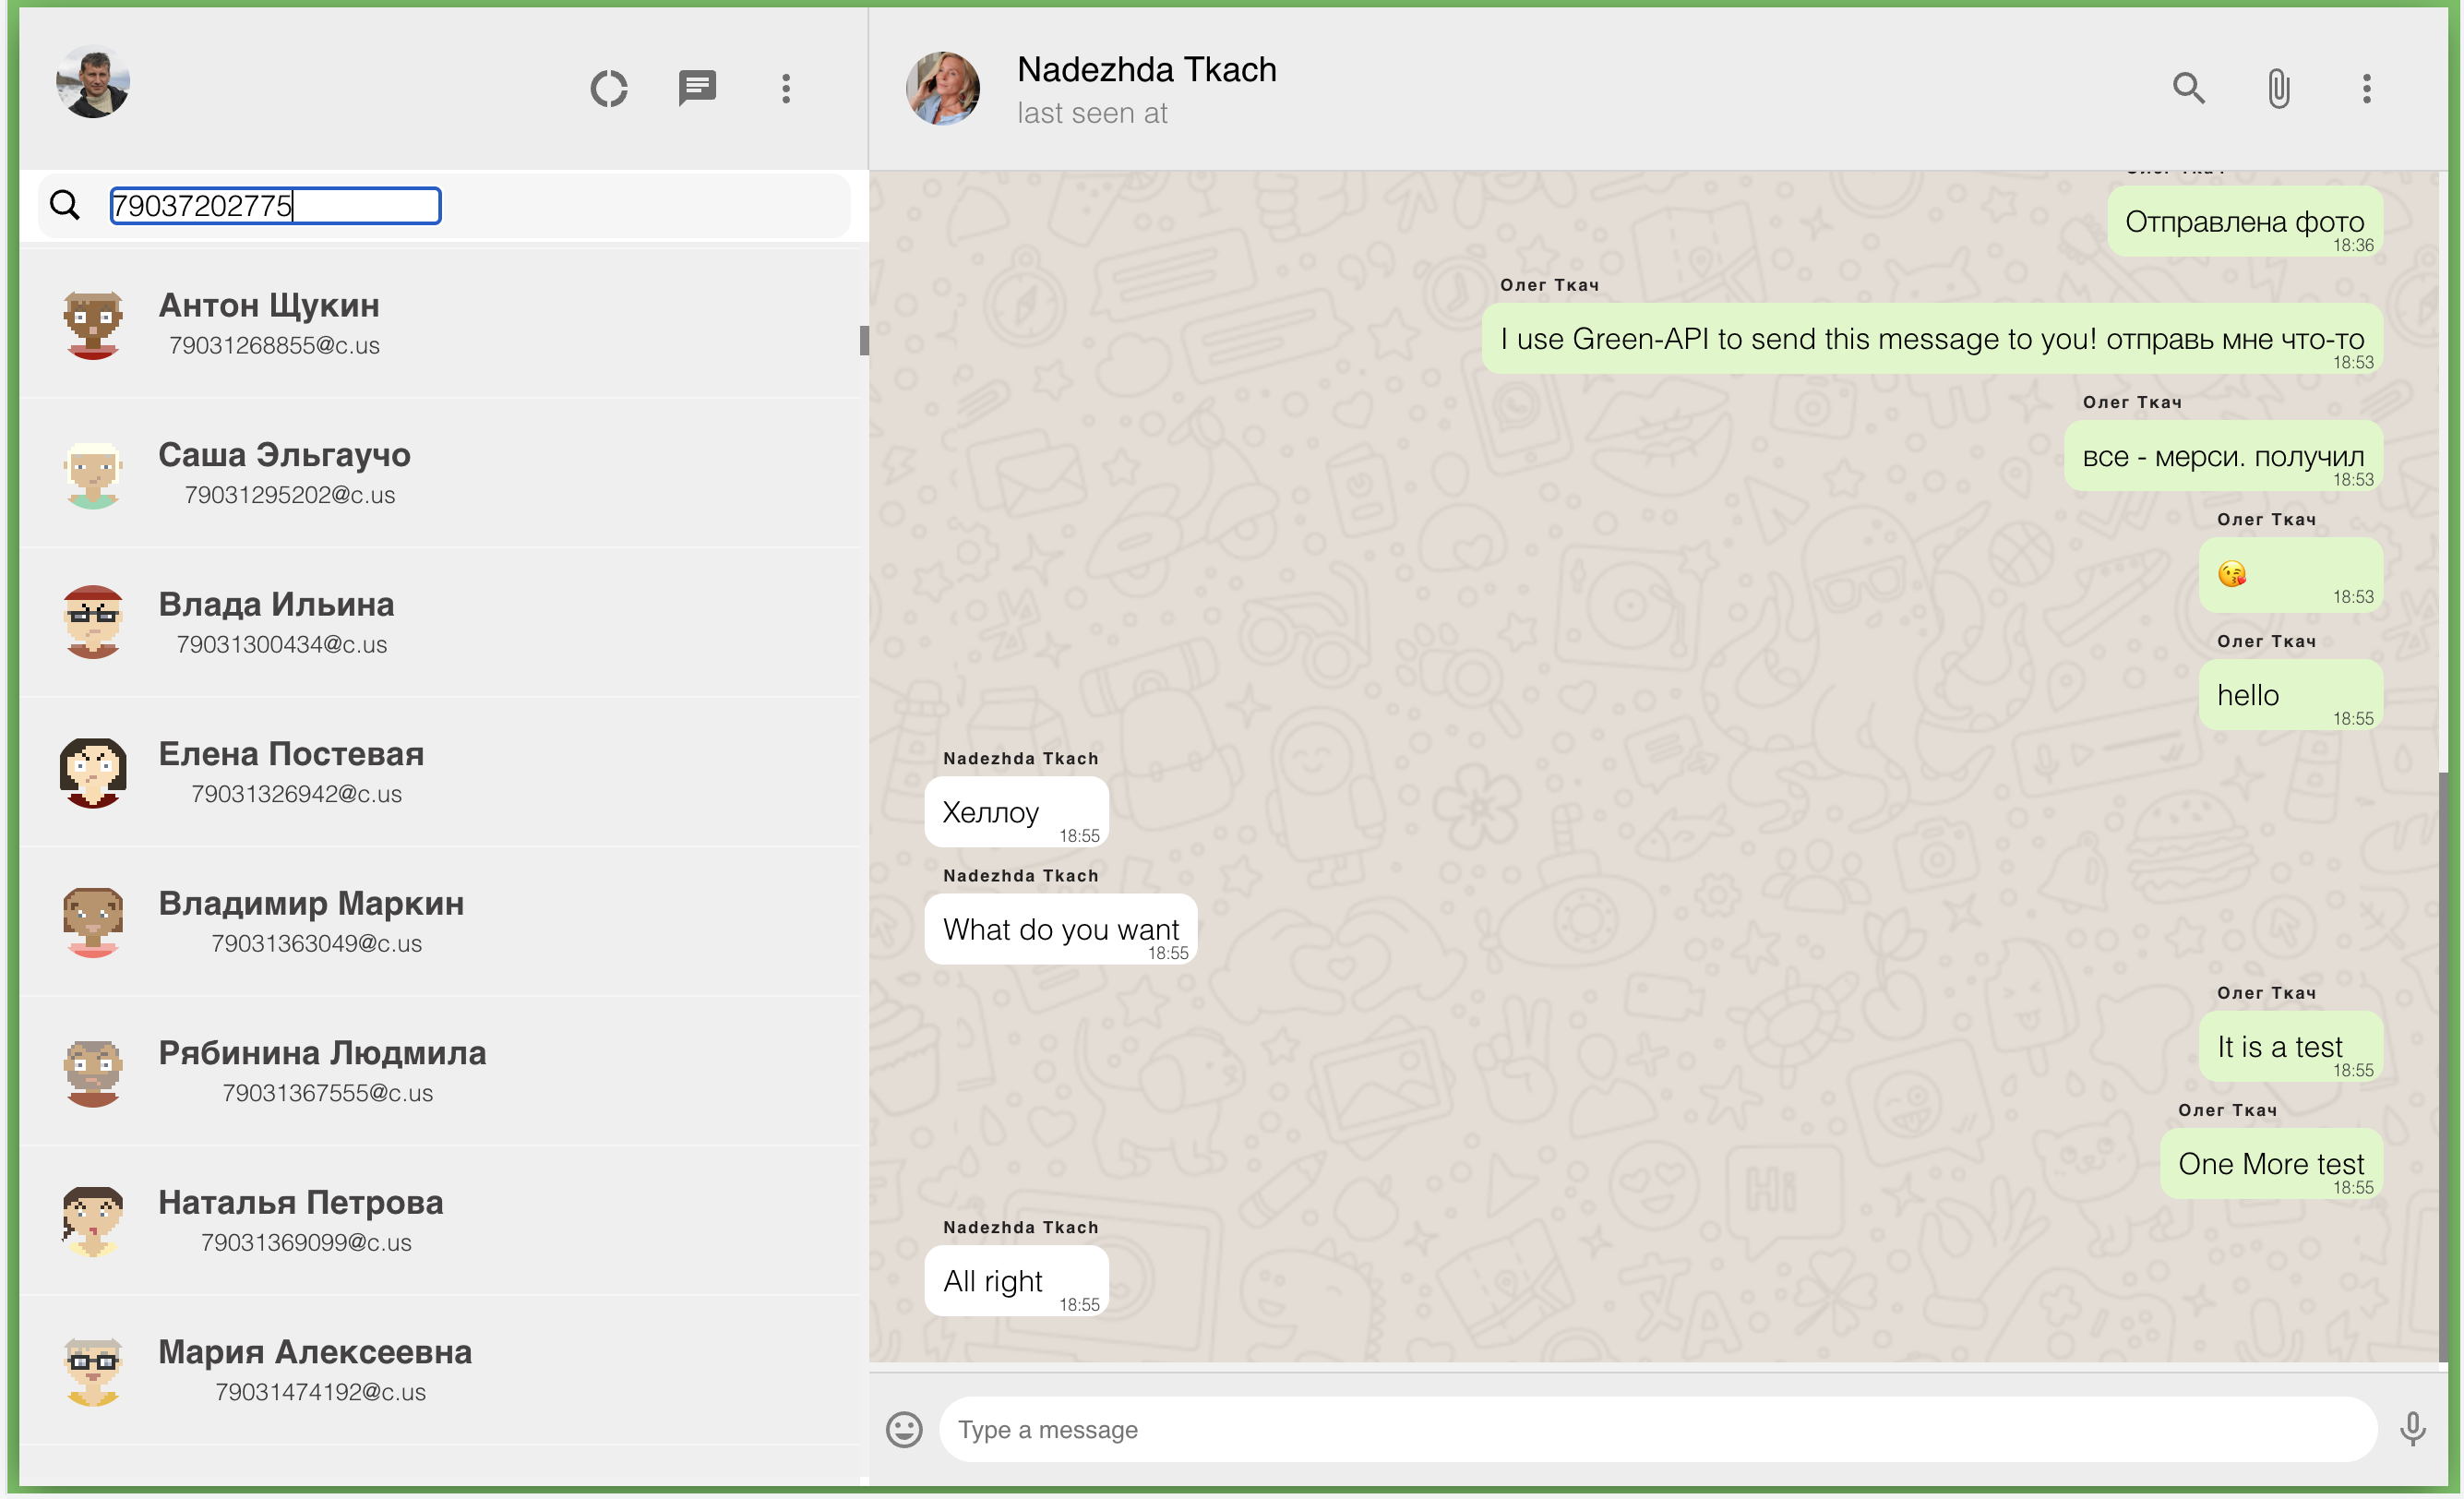 79037202775
Антон Щукин
79031268855@c.us
Саша Эльгаучо
79031295202@c.us
Влада Ильина
79031300434@c.us
Елена Постевая
79031326942@c.us
Владимир Маркин
79031363049@c.us
Рябинина Людмила
79031367555@c.us
Наталья Петрова
79031369099@c.us
Мария Алексеевна
79031474192@c.us
Nadezhda Tkach
last seen at
Олег Ткач
Отправлена фото
18:36
Олег Ткач
I use Green-API to send this message to you! отправь мне что-то
18:53
Олег Ткач
все - мерси. получил
18:53
Олег Ткач
😘
18:53
Олег Ткач
hello
18:55
Nadezhda Tkach
Хеллоу
18:55
Nadezhda Tkach
What do you want
18:55
Олег Ткач
It is a test
18:55
Олег Ткач
One More test
18:55
Nadezhda Tkach
All right
18:55
Type a message